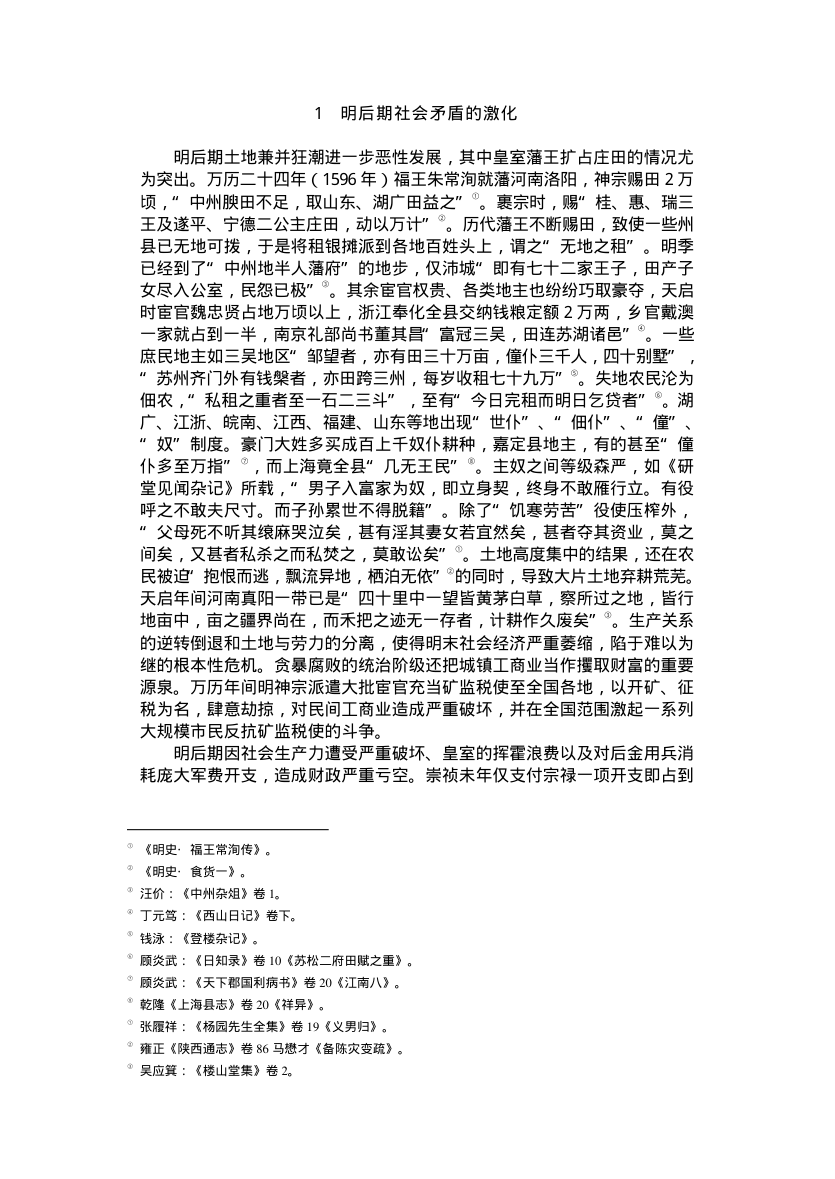 1 明后期社会矛盾的激化
明后期土地兼并狂潮进一步恶性发展，其中皇室藩王扩占庄田的情况尤
为突出。万历二十四年（1596 年）福王朱常洵就藩河南洛阳，神宗赐田 2 万
顷，“中州腴田不足，取山东、湖广田益之”①。裹宗时，赐“桂、惠、瑞三
王及遂平、宁德二公主庄田，动以万计”②。历代藩王不断赐田，致使一些州
县已无地可拨，于是将租银摊派到各地百姓头上，谓之“无地之租”。明季
已经到了“中州地半人藩府”的地步，仅沛城“即有七十二家王子，田产子
女尽入公室，民怨已极”③。其余宦官权贵、各类地主也纷纷巧取豪夺，天启
时宦官魏忠贤占地万顷以上，浙江奉化全县交纳钱粮定额 2 万两，乡官戴澳
一家就占到一半，南京礼部尚书董其昌“富冠三吴，田连苏湖诸邑”④。一些
庶民地主如三吴地区“邹望者，亦有田三十万亩，僮仆三千人，四十别墅”，
“苏州齐门外有钱槃者，亦田跨三州，每岁收租七十九万”⑤。失地农民沦为
佃农，“私租之重者至一石二三斗”，至有“今日完租而明日乞贷者”⑥。湖
广、江浙、皖南、江西、福建、山东等地出现“世仆”、“佃仆”、“僮”、
“奴”制度。豪门大姓多买成百上千奴仆耕种，嘉定县地主，有的甚至“僮
仆多至万指”⑦，而上海竟全县“几无王民”⑧。主奴之间等级森严，如《研
堂见闻杂记》所载，“男子入富家为奴，即立身契，终身不敢雁行立。有役
呼之不敢失尺寸。而子孙累世不得脱籍”。除了“饥寒劳苦”役使压榨外，
“父母死不听其缞麻哭泣矣，甚有淫其妻女若宜然矣，甚者夺其资业，莫之
间矣，又甚者私杀之而私焚之，莫敢讼矣”①。土地高度集中的结果，还在农
民被迫“抱恨而逃，飘流异地，栖泊无依”②的同时，导致大片土地弃耕荒芜。
天启年间河南真阳一带已是“四十里中一望皆黄茅白草，察所过之地，皆行
地亩中，亩之疆界尚在，而禾把之迹无一存者，计耕作久废矣”③。生产关系
的逆转倒退和土地与劳力的分离，使得明末社会经济严重萎缩，陷于难以为
继的根本性危机。贪暴腐败的统治阶级还把城镇工商业当作攫取财富的重要
源泉。万历年间明神宗派遣大批宦官充当矿监税使至全国各地，以开矿、征
税为名，肆意劫掠，对民间工商业造成严重破坏，并在全国范围激起一系列
大规模市民反抗矿监税使的斗争。
明后期因社会生产力遭受严重破坏、皇室的挥霍浪费以及对后金用兵消
耗庞大军费开支，造成财政严重亏空。崇祯末年仅支付宗禄一项开支即占到
① 《明史·福王常洵传》。
② 《明史·食货一》。
③ 汪价：《中州杂俎》卷 1。
④ 丁元笃：《西山日记》卷下。
⑤ 钱泳：《登楼杂记》。
⑥ 顾炎武：《日知录》卷 10《苏松二府田赋之重》。
⑦ 顾炎武：《天下郡国利病书》卷 20《江南八》。
⑧ 乾隆《上海县志》卷 20《祥异》。
① 张履祥：《杨园先生全集》卷 19《义男归》。
② 雍正《陕西通志》卷 86 马懋才《备陈灾变疏》。
③ 吴应箕：《楼山堂集》卷 2。